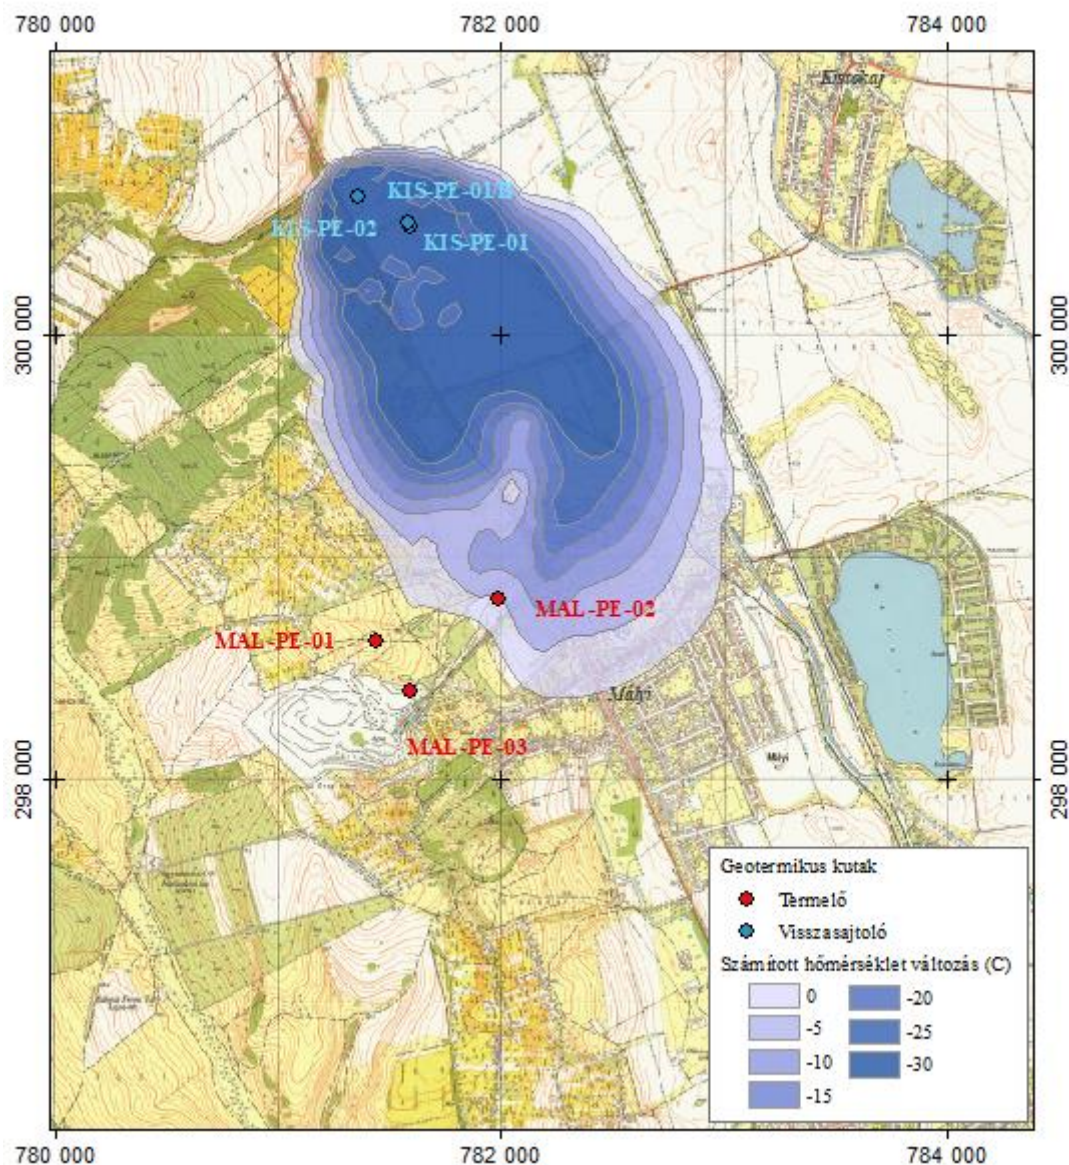 780 000
782 000
784 000
Kistokaj
KIS-PE-01/B
KIS-PE-02
KIS-PE-01
300 000
300 000
MAL-PE-02
MAL-PE-01
Mályi
MAL-PE-03
Mályi
298 000
298 000
Geotermikus kutak
Termelő
Visszasajtoló
Számított hőmérséklet változás (C)
0
-5
-10
-15
-20
-25
-30
780 000
782 000
784 000